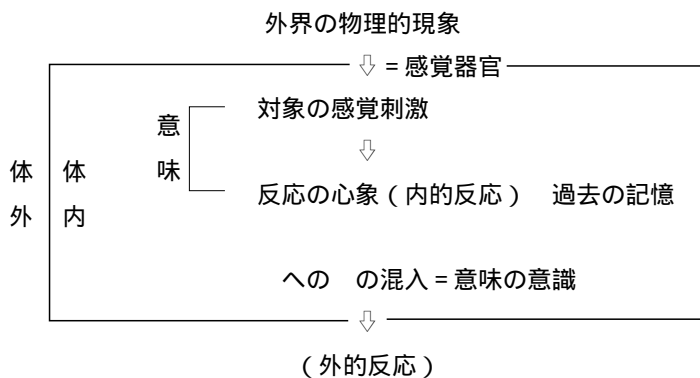 外界の物理的現象
⇩ = 感覚器官
対象の感覚刺激
意味
⇩
体外 体内
反応の心象(内的反応) 過去の記憶
への の混入 = 意味の意識
⇩
(外的反応)